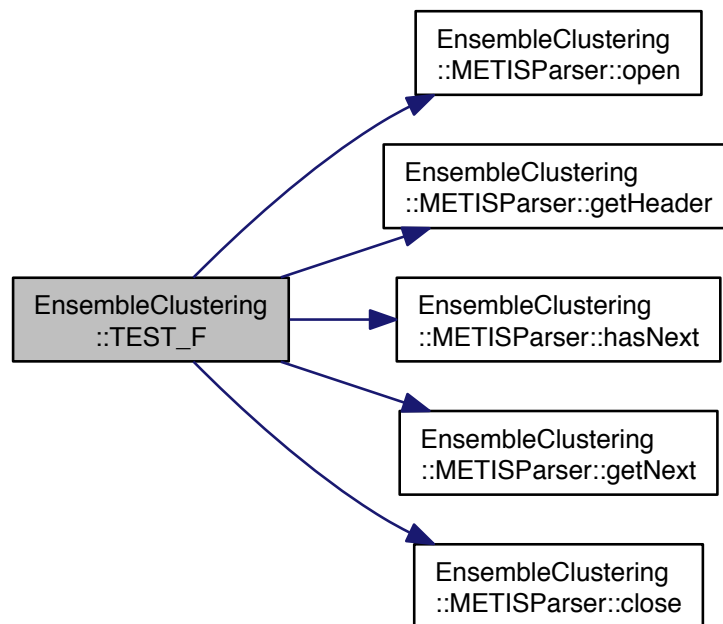 EnsembleClustering
::METISParser::open
EnsembleClustering
::METISParser::getHeader
EnsembleClustering
::TEST_F
EnsembleClustering
::METISParser::hasNext
EnsembleClustering
::METISParser::getNext
EnsembleClustering
::METISParser::close